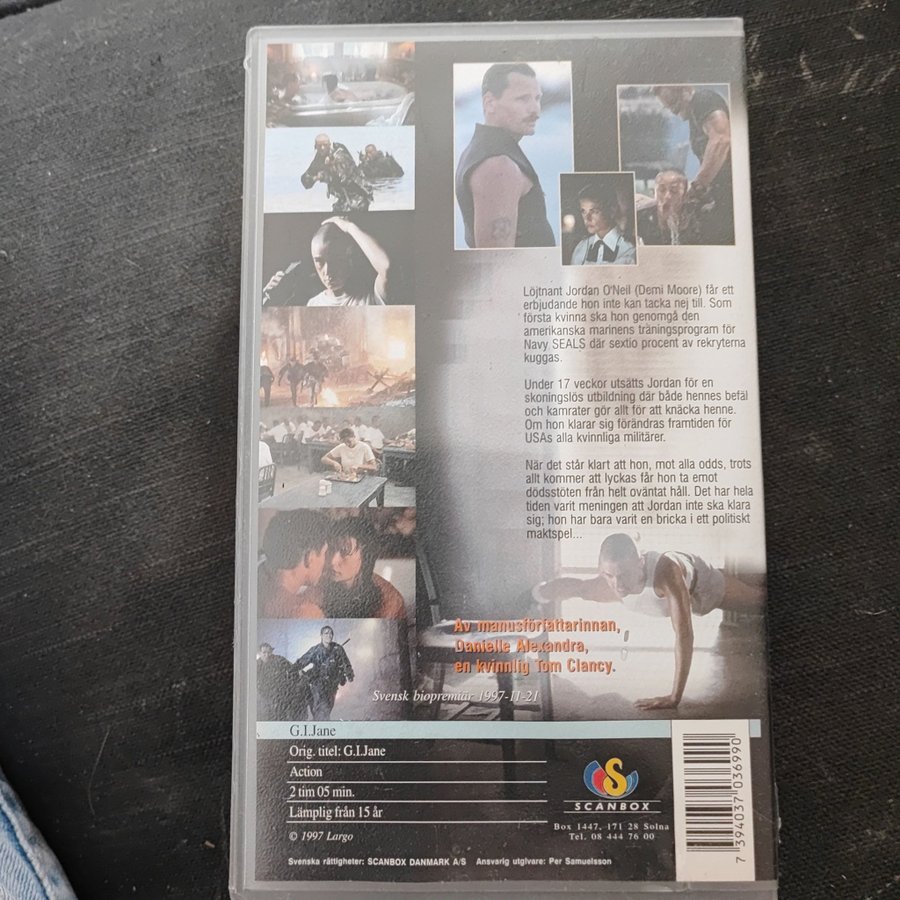 Löjtnant Jordan O'Neil (Demi Moore) får ett
erbjudande hon inte kan tacka nej till. Som
första kvinna ska hon genomgå den
amerikanska marinens träningsprogram för
Navy SEALS där sextio procent av rekryterna
kuggas.
Under 17 veckor utsätts Jordan för en
skoningslös utbildning där både hennes befäl
och kamrater gör allt för att knäcka henne.
Om hon klarar sig förändras framtiden för
USAs alla kvinnliga militärer.
När det står klart att hon, mot alla odds, trots
allt kommer att lyckas får hon ta emot
dödsstöten från helt oväntat håll. Det har hela
tiden varit meningen att Jordan inte ska klara
sig; hon har bara varit en bricka i ett politiskt
maktspel...
Av manusförfattarinnan,
Danielle Alexandra,
en kvinnlig Tom Clancy.
Svensk biopremiär 1997-11-21
G.I.Jane
Orig. titel: G.I.Jane
Action
2 tim 05 min.
Lämplig från 15 år
© 1997 Largo
S
SCANBOX
Box 1447, 171 28 Solna
Tel. 08 444 76 00
Svenska rättigheter: SCANBOX DANMARK A/S Ansvarig utgivare: Per Samuelsson
7 394037 036990